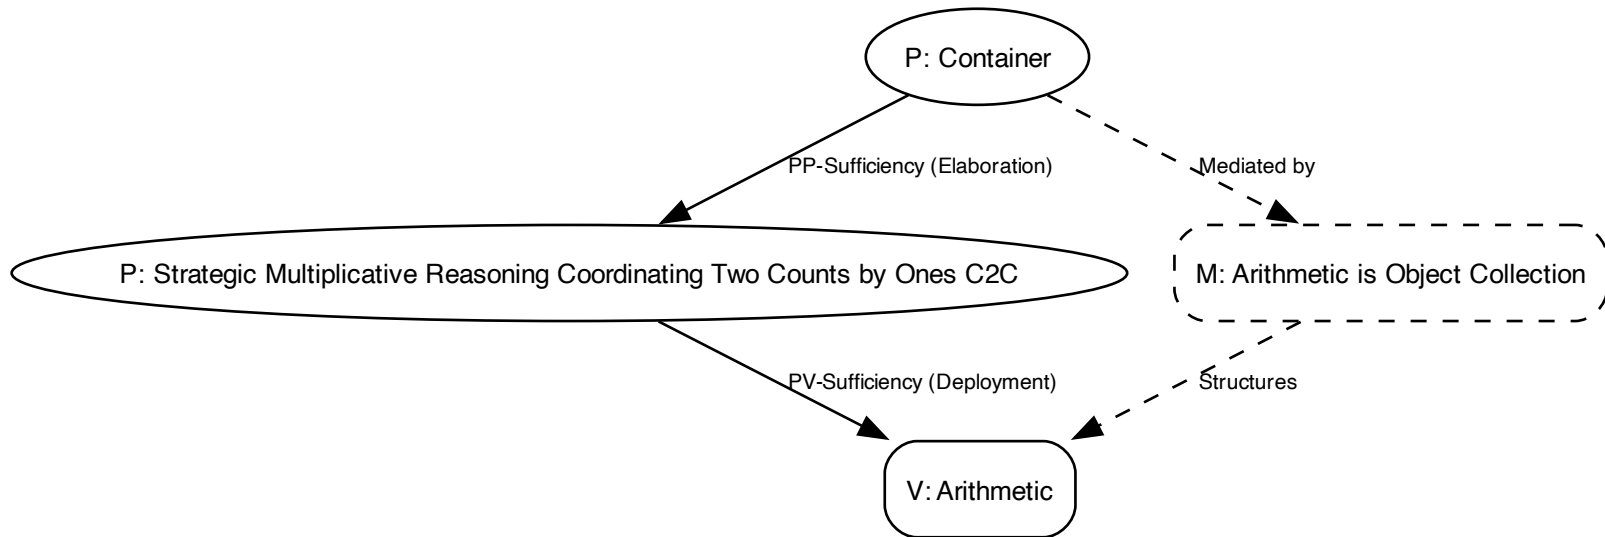 P: Container
PP-Sufficiency (Elaboration)
Mediated by
P: Strategic Multiplicative Reasoning Coordinating Two Counts by Ones C2C
M: Arithmetic is Object Collection
PV-Sufficiency (Deployment)
Structures
V: Arithmetic